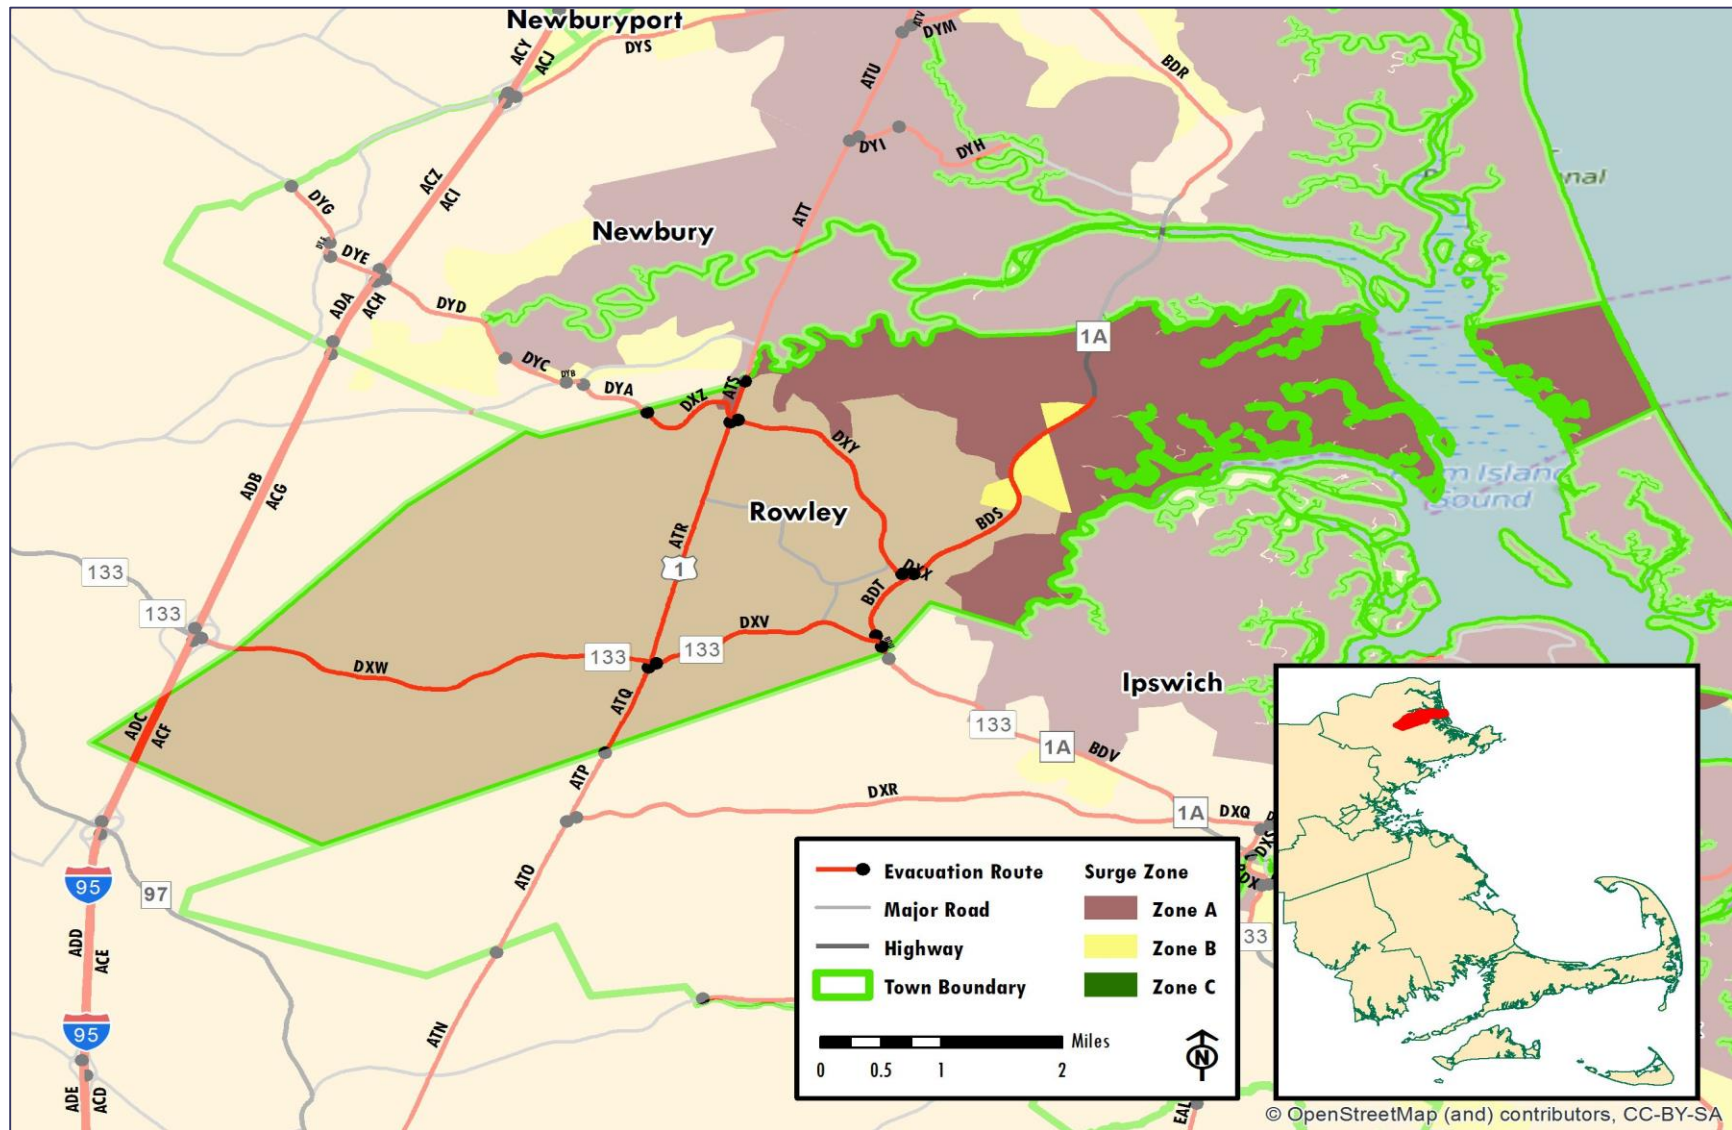 Newburyport
ACY
ACJ
DYS
ATV
DYM
BDR
ATU
DYI
DYH
ACZ
ACI
DYG
DYE
ATT
Newbury
ADA
ACH
DYD
1A
DYC
DYB
DYA
DXZ
ATS
DXY
ADB
ACG
Rowley
BDS
Sound
ATR
1
133
133
DXX
BDT
DXV
133
133
DXW
ATQ
Ipswich
ADC
ACF
133
1A
BDV
ATP
DXR
1A
DXQ
DXS
ATO
95
97
ADD
ACE
33
95
ATN
ADE
ACD
EAL
Evacuation Route
Major Road
Highway
Town Boundary
Surge Zone
Zone A
Zone B
Zone C
Miles
0 0.5 1 2
N
© OpenStreetMap (and) contributors, CC-BY-SA